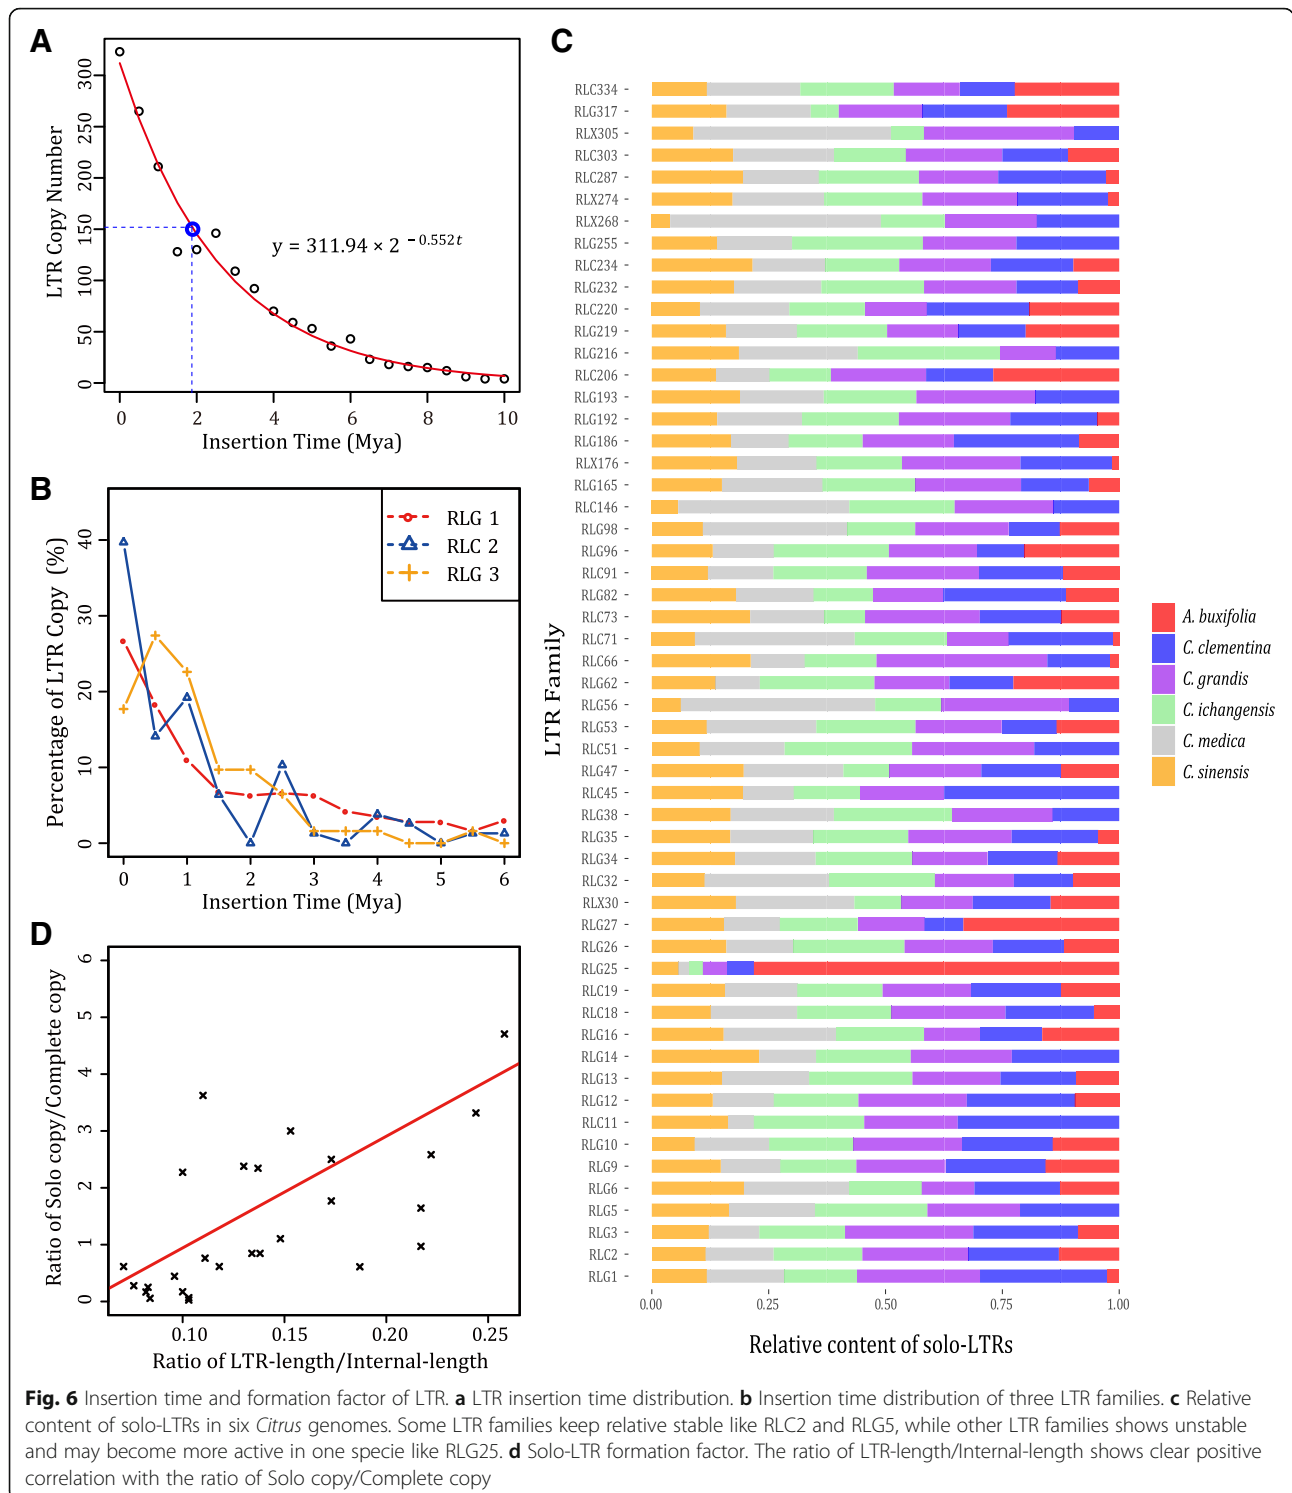 A
LTR Copy Number
300
250
200
150
100
50
0
y = 311.94 × 2 ^−0.552t
0 2 4 6 8 10
Insertion Time (Mya)
B
Percentage of LTR Copy (%)
40
30
20
10
0
RLG 1
RLC 2
RLG 3
0 1 2 3 4 5 6
Insertion Time (Mya)
D
Ratio of Solo copy/Complete copy
6
5
4
3
2
1
0
0.10 0.15 0.20 0.25
Ratio of LTR-length/Internal-length
C
LTR Family
RLC334
RLG317
RLX305
RLC303
RLC287
RLX274
RLX268
RLG255
RLC234
RLG232
RLC220
RLG219
RLG216
RLC206
RLG193
RLG192
RLG186
RLX176
RLG165
RLC146
RLG98
RLG96
RLC91
RLG82
RLC73
RLC71
RLC66
RLG62
RLG56
RLG53
RLC51
RLG47
RLC45
RLG38
RLG35
RLG34
RLC32
RLX30
RLG27
RLG26
RLG25
RLC19
RLC18
RLG16
RLG14
RLG13
RLG12
RLC11
RLG10
RLG9
RLG6
RLG5
RLG3
RLC2
RLG1
0.00 0.25 0.50 0.75 1.00
Relative content of solo-LTRs
A. buxifolia
C. clementina
C. grandis
C. ichangensis
C. medica
C. sinensis
Fig. 6 Insertion time and formation factor of LTR. a LTR insertion time distribution. b Insertion time distribution of three LTR families. c Relative
content of solo-LTRs in six Citrus genomes. Some LTR families keep relative stable like RLC2 and RLG5, while other LTR families shows unstable
and may become more active in one specie like RLG25. d Solo-LTR formation factor. The ratio of LTR-length/Internal-length shows clear positive
correlation with the ratio of Solo copy/Complete copy